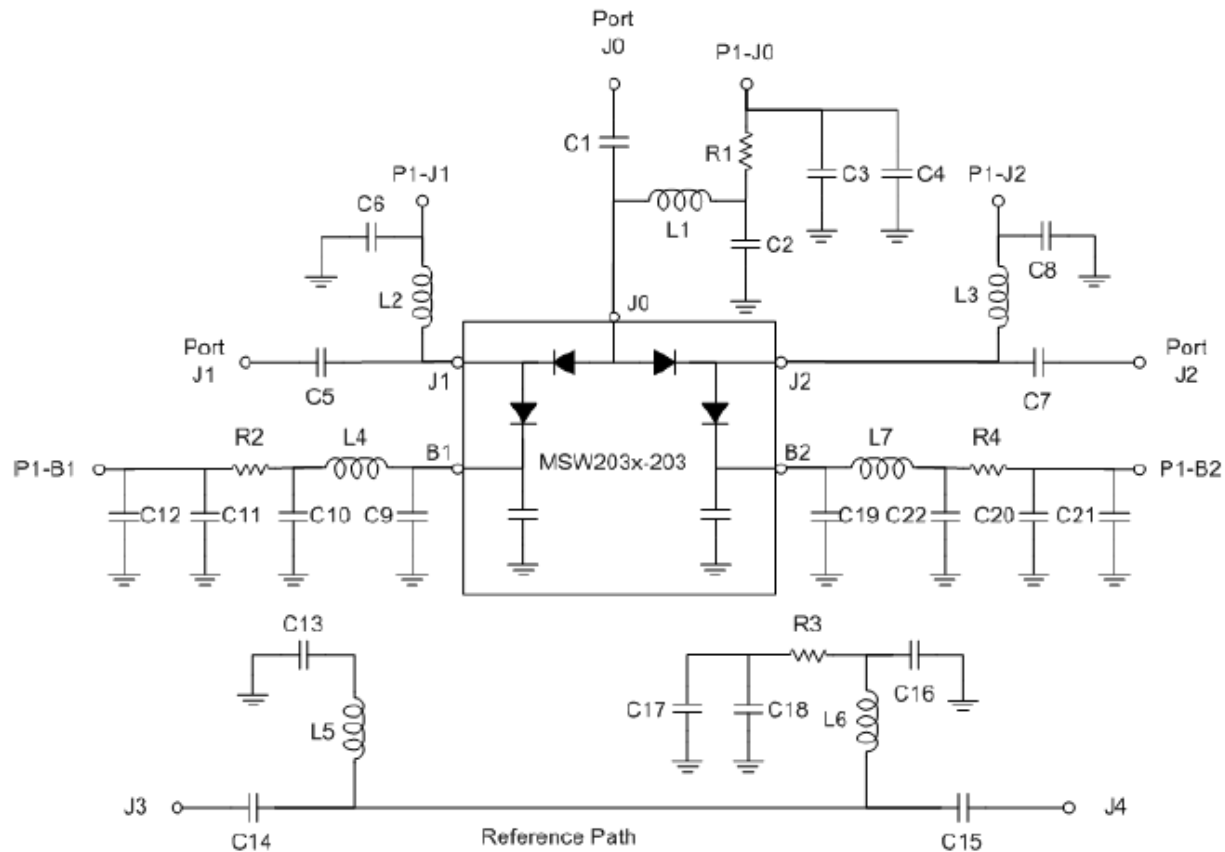 Port
J0
P1-J0
C1
R1
C3
C4
P1-J1
P1-J2
C6
L1
C2
C8
L2
L3
J0
Port
J1
C5
J1
J2
C7
Port
J2
R2
L4
B1
MSW203x-203
B2
L7
R4
P1-B1
P1-B2
C12
C11
C10
C9
C19
C22
C20
C21
C13
R3
C16
C17
C18
L5
L6
J3
C14
Reference Path
C15
J4